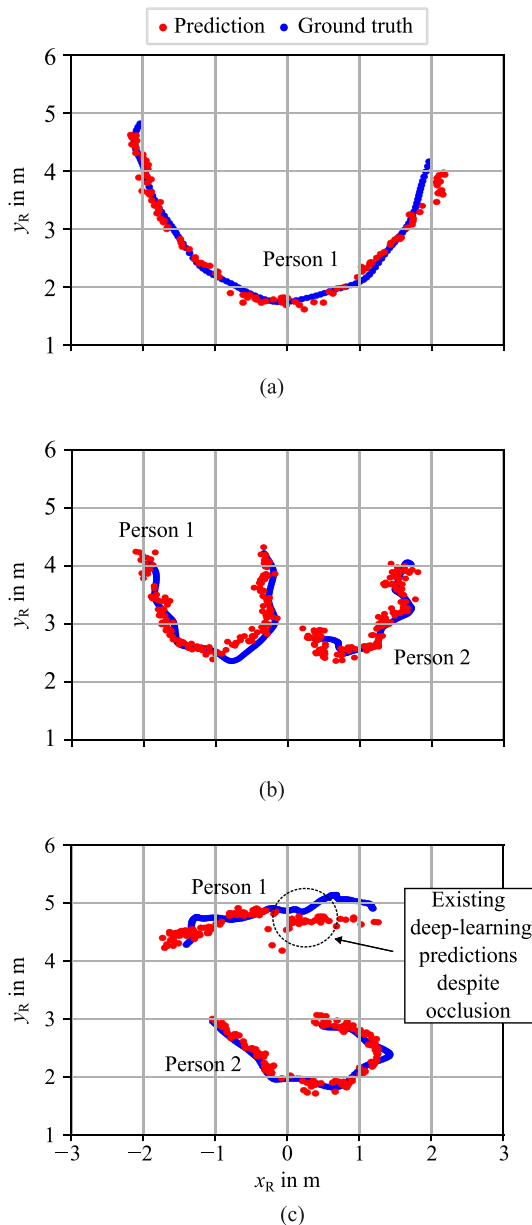 Prediction Ground truth
6
5
4
3
2
1
y_R in m
Person 1
(a)
6
5
4
3
2
1
y_R in m
Person 1
Person 2
(b)
6
5
4
3
2
1
y_R in m
Person 1
Existing
deep-learning
predictions
despite
occlusion
Person 2
−3 −2 −1 0 1 2 3
x_R in m
(c)